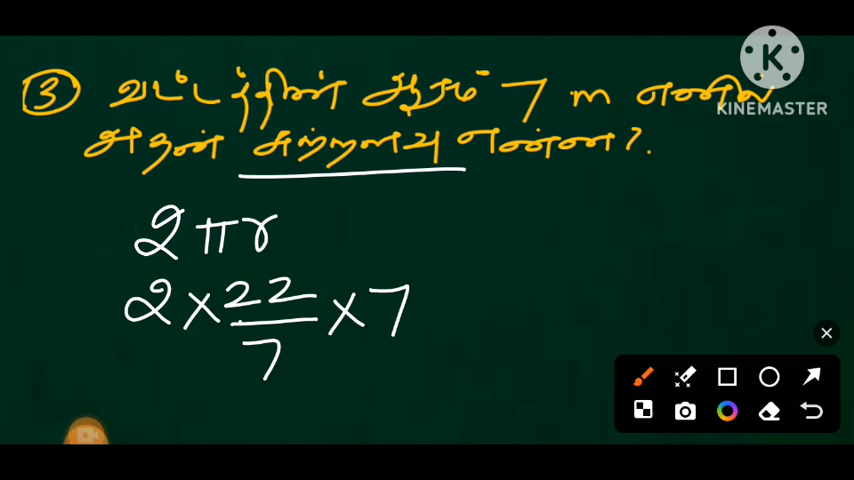 ③ வட்டத்தின் ஆரம் 7 m எனில்
அதன் சுற்றளவு என்ன?.
2πr
2 × 22/7 × 7
K
KINEMASTER